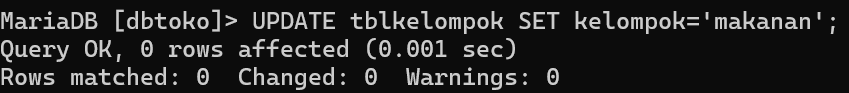 MariaDB [dbtoko]> UPDATE tblkelompok SET kelompok='makanan';
Query OK, 0 rows affected (0.001 sec)
Rows matched: 0  Changed: 0  Warnings: 0